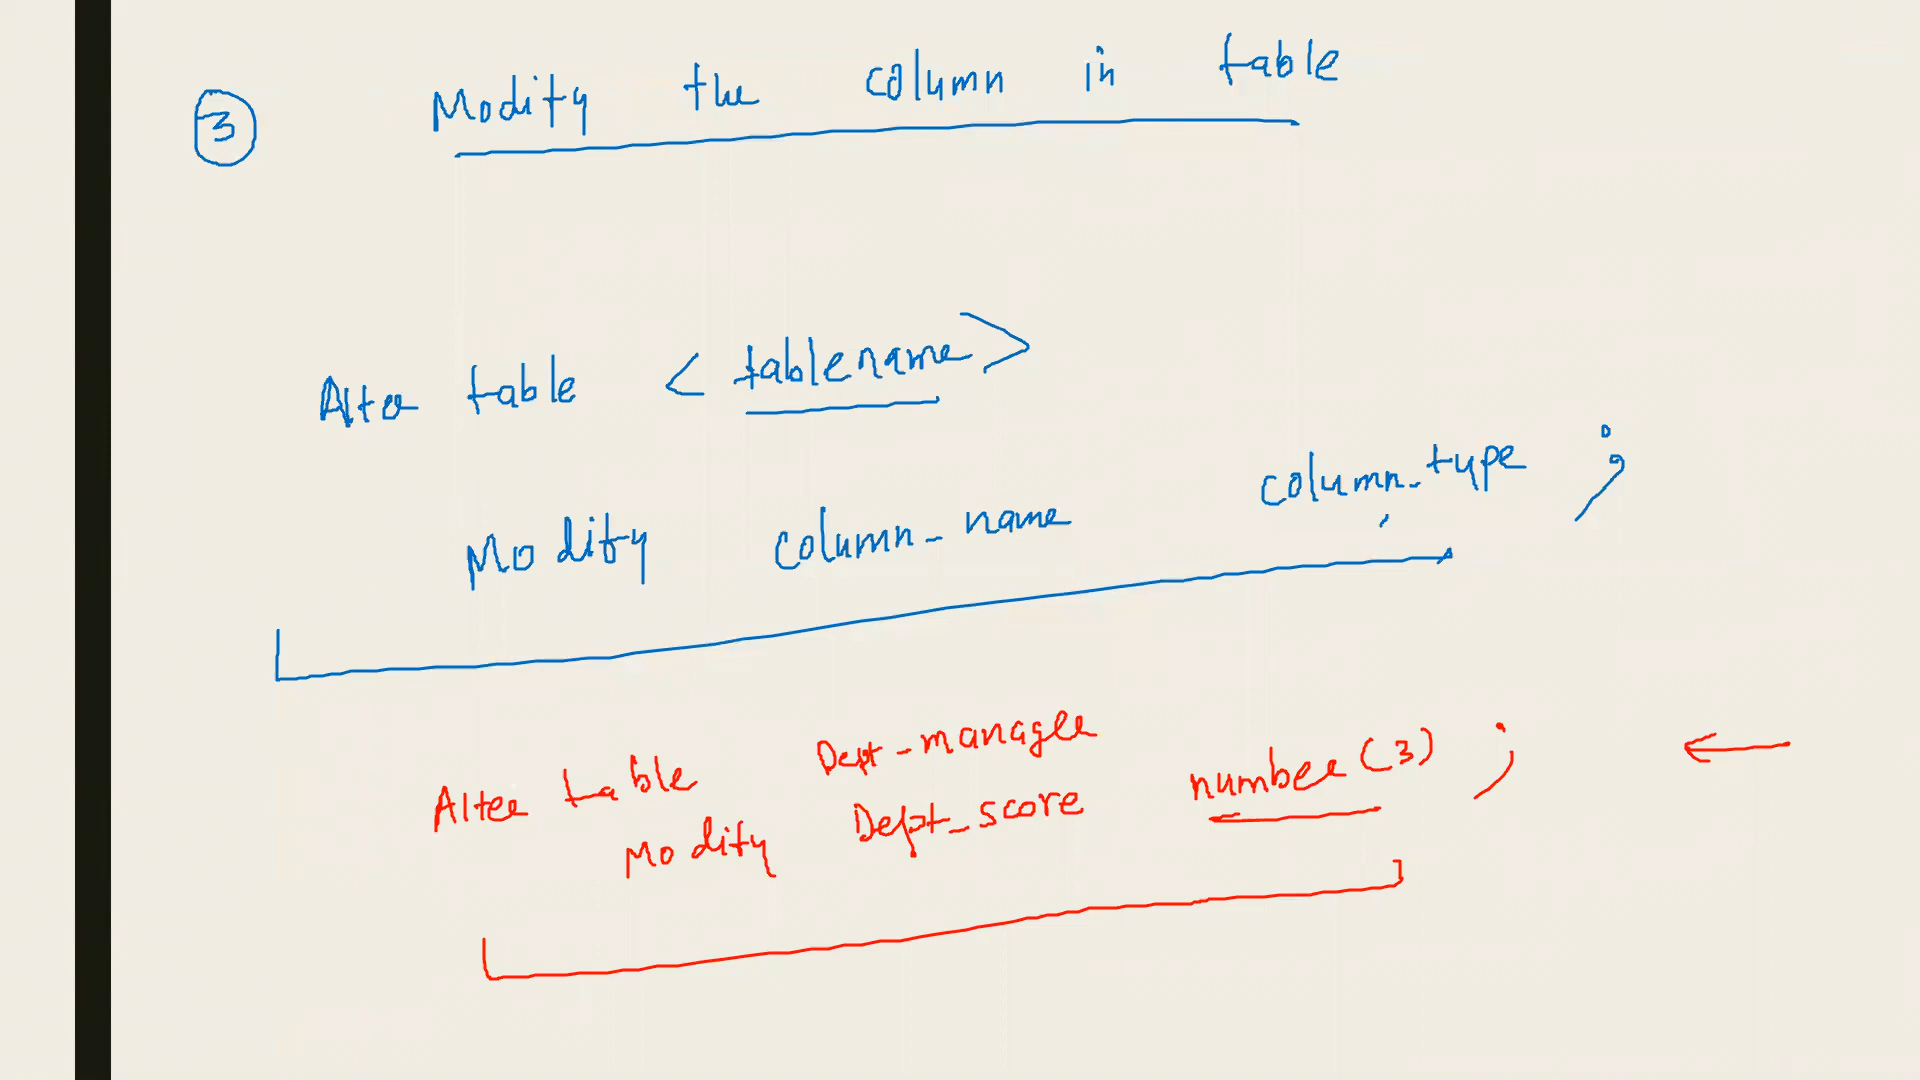 3 Modify the column in table
Alter table <tablename>
Modify column_name column_type ;
Alter table Dept_manager
Modify Dept_score number(3) ;